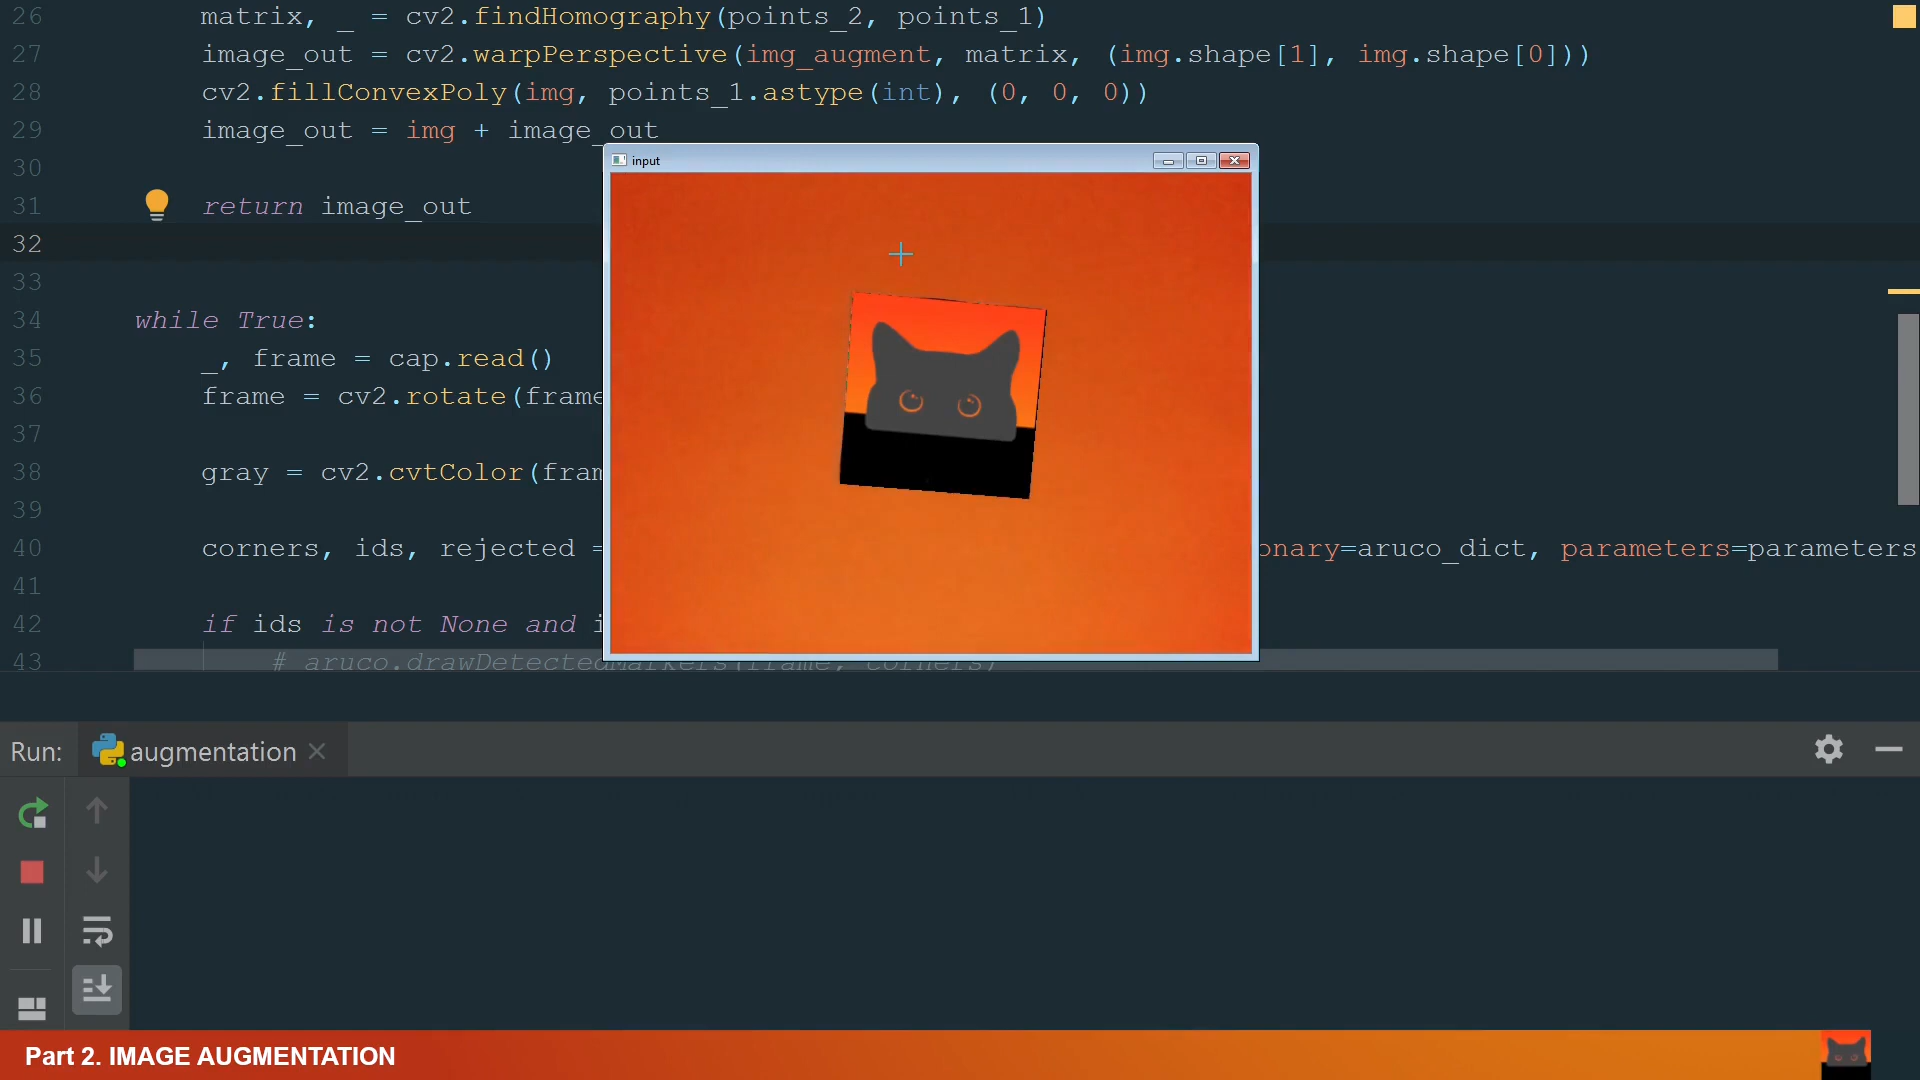 26 matrix, _ = cv2.findHomography(points_2, points_1)
27 image_out = cv2.warpPerspective(img_augment, matrix, (img.shape[1], img.shape[0]))
28 cv2.fillConvexPoly(img, points_1.astype(int), (0, 0, 0))
29 image_out = img + image_out
30
31 return image_out
32
33
34 while True:
35 _, frame = cap.read()
36 frame = cv2.rotate(frame
37
38 gray = cv2.cvtColor(fram
39
40 corners, ids, rejected = onary=aruco_dict, parameters=parameters
41
42 if ids is not None and i
43 # aruco.drawDetectedMarkers(frame, corners)
input
Run: augmentation
Part 2. IMAGE AUGMENTATION